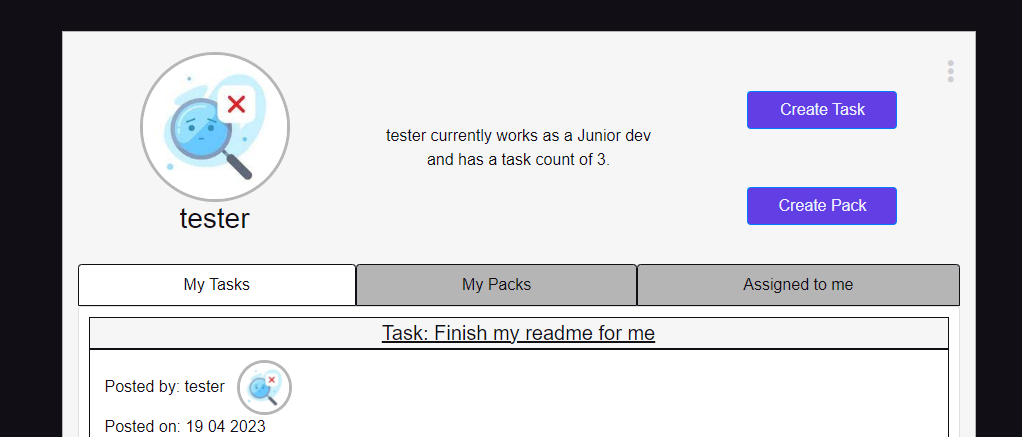 Create Task
tester currently works as a Junior dev
and has a task count of 3.
Create Pack
tester
My Tasks
My Packs
Assigned to me
Task: Finish my readme for me
Posted by: tester
Posted on: 19 04 2023